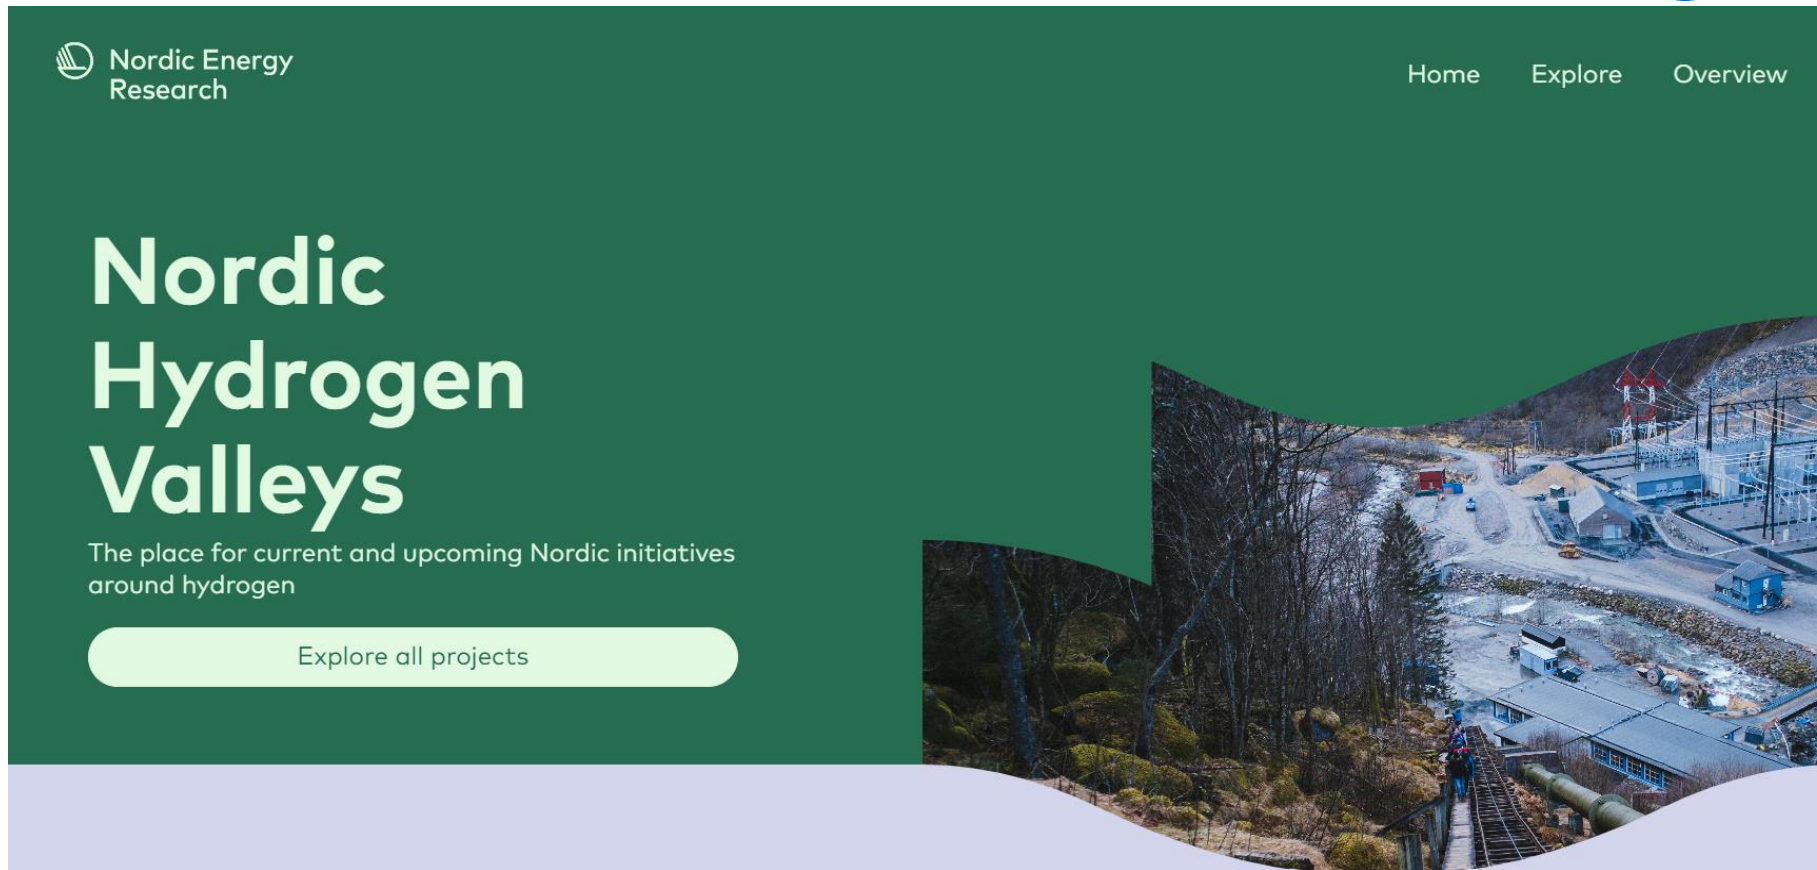 Nordic Energy
Research
Home
Explore
Overview
Nordic
Hydrogen
Valleys
The place for current and upcoming Nordic initiatives
around hydrogen
Explore all projects